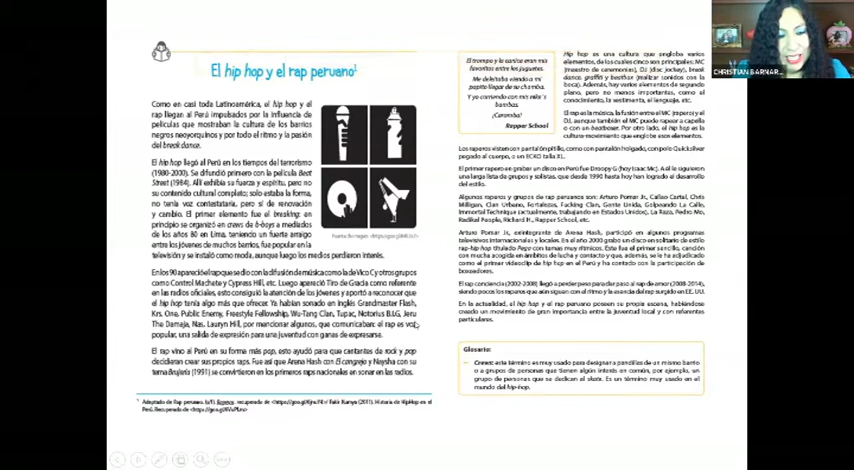 El hip hop y el rap peruano¹
Como en casi toda Latinoamérica, el hip hop y el
rap llegan al Perú impulsados por la influencia de
películas que mostraban la cultura de los barrios
negros neoyorquinos y por todo el ritmo y la pasión
del break dance.
El hip hop llegó al Perú en los tiempos del terrorismo
(1980-2000). Se difundió primero con la película Beat
Street (1984). Allí exhibía su fuerza y espíritu, pero no
su contenido cultural completo; solo estaba la forma,
no tenía voz contestataria, pero sí de renovación
y cambio. El primer elemento fue el breaking: en
principio se organizó en crews de b-boys a mediados
de los años 80 en Lima, teniendo un fuerte arraigo
entre los jóvenes de muchos barrios, fue popular en la
televisión y se instaló como moda, aunque luego los medios perdieron interés.
En los 90 apareció el rap que se dio con la difusión de música como la de Vico C y otros grupos
como Control Machete y Cypress Hill, etc. Luego apareció Tiro de Gracia como referente
en las radios oficiales, esto consiguió la atención de los jóvenes y aportó a reconocer que
el hip hop tenía algo más que ofrecer. Ya habían sonado en inglés Grandmaster Flash,
Krs. One, Public Enemy, Freestyle Fellowship, Wu-Tang Clan, Tupac, Notorius B.I.G, Jeru
The Damaja, Nas. Lauryn Hill, por mencionar algunos, que comunicaban: el rap es voz
popular, una salida de expresión para una juventud con ganas de expresarse.
El rap vino al Perú en su forma más pop, esto ayudó para que cantantes de rock y pop
decidieran crear sus propios raps. Fue así que Arena Hash con El cangrejo y Naysha con su
tema Brujería (1991) se convirtieron en los primeros raps nacionales en sonar en las radios.
El trompo y la canica eran mis
favoritos entre los juguetes.
Me deleitaba viendo a mi
papito llegar de su chamba.
Y yo corriendo con mis nike's
bambas.
¡Caramba!
Rapper School
Hip hop es una cultura que engloba varios
elementos, de los cuales cinco son principales: MC
(maestro de ceremonias), DJ (disc jockey), break
dance, graffiti y beatbox (realizar sonidos con la
boca). Además, hay varios elementos de segundo
plano, pero no menos importantes, como el
conocimiento, la vestimenta, el lenguaje, etc.
El rap es la música, la fusión entre el MC (rapero) y el
DJ, aunque también el MC puede rapear a capella
o con un beatboxer. Por otro lado, el hip hop es la
cultura-movimiento que engloba esos elementos.
Los raperos visten con pantalón pitillo, como con pantalón holgado, con polo Quicksilver
pegado al cuerpo, o un ECKO talla XL.
El primer rapero en grabar un disco en Perú fue Droopy G (hoy Isaac Mc). A él le siguieron
una larga lista de grupos y solistas, que desde 1990 hasta hoy han logrado el desarrollo
del estilo.
Algunos raperos y grupos de rap peruanos son: Arturo Pomar Jr, Callao Cartel, Chris
Milligan, Clan Urbano, Fortalezas, Fucking Clan, Gente Unida, Golpeando La Calle,
Immortal Technique (actualmente, trabajando en Estados Unidos), La Raza, Pedro Mo,
Radikal People, Richard H., Rapper School, etc.
Arturo Pomar Js, exintegrante de Arena Hash, participó en algunos programas
televisivos internacionales y locales. En el año 2000 grabó un disco en solitario de estilo
rap-hip hop titulado Pepa con tomas muy rítmicos. Este fue el primer sencillo, canción
con mucha acogida en ámbitos de lucha y contacto y que, además, se le ha adjudicado
como el primer videoclip de hip hop en el Perú y ha contado con la participación de
boxeadores.
El rap conciencia (2002-2008) llegó a perder peso para dar paso al rap de amor (2008-2014),
siendo pocos los raperos que aún siguen con el ritmo y la esencia del rap surgido en EE. UU.
En la actualidad, el hip hop y el rap peruano poseen su propia escena, habiéndose
creado un movimiento de gran importancia entre la juventud local y con referentes
particulares.
Glosario:
– Crews: este término es muy usado para designar a pandillas de un mismo barrio
o a grupos de personas que tienen algún interés en común, por ejemplo, un
grupo de personas que se dedican al skate. Es un término muy usado en el
mundo del hip-hop.
CHRISTIAN BARNAR...